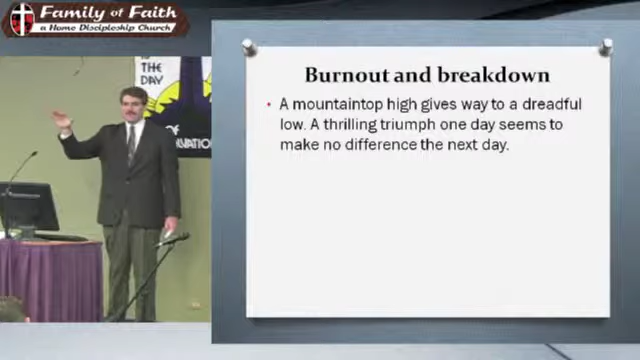 Family of Faith
a Home Discipleship Church
THE
DAY
OF
Burnout and breakdown
• A mountaintop high gives way to a dreadful
low. A thrilling triumph one day seems to
make no difference the next day.